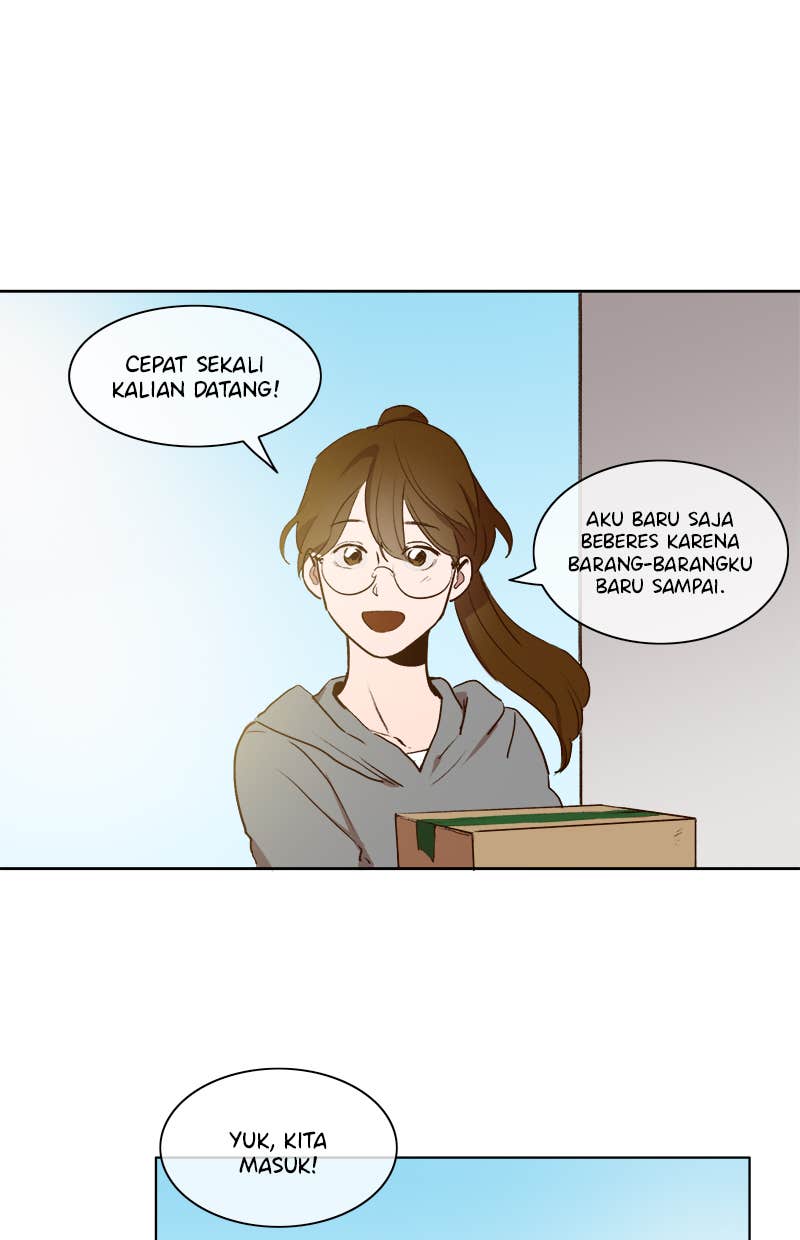 CEPAT SEKALI
KALIAN DATANG!
AKU BARU SAJA
BEBERES KARENA
BARANG-BARANGKU
BARU SAMPAI.
YUK, KITA
MASUK!